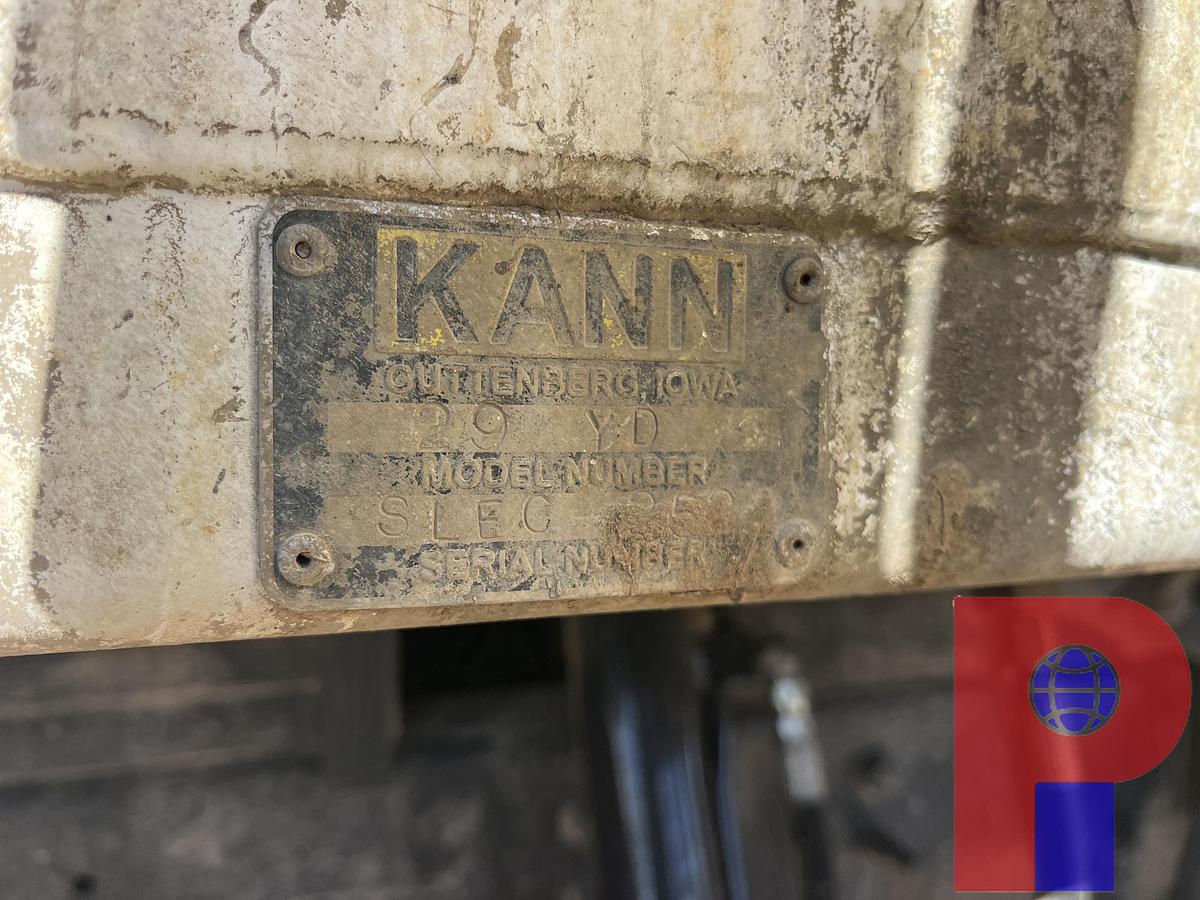 KANN
GUTTENBERG, IOWA
29 YD
MODEL NUMBER
SLEC
SERIAL NUMBER